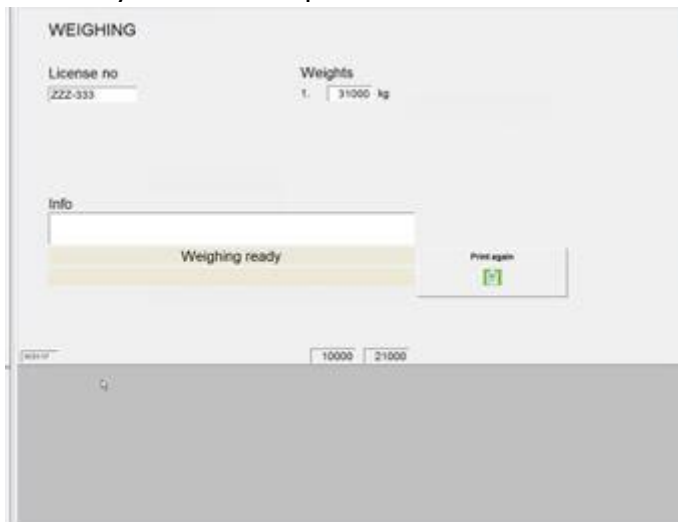 WEIGHING
License no
ZZZ-333
Weights
1. 31000 kg
Info
Weighing ready
Print again
10000 21000